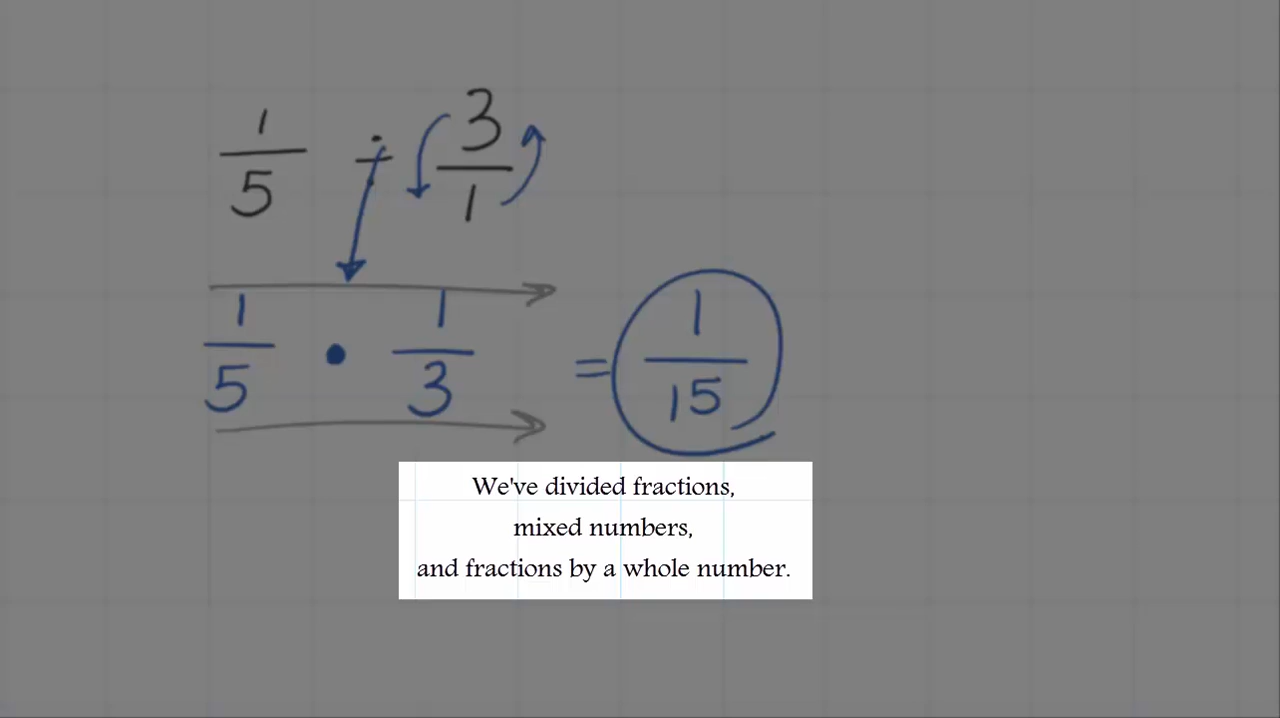 1/5 ÷ 3/1
1/5 • 1/3 = 1/15
We've divided fractions,
mixed numbers,
and fractions by a whole number.